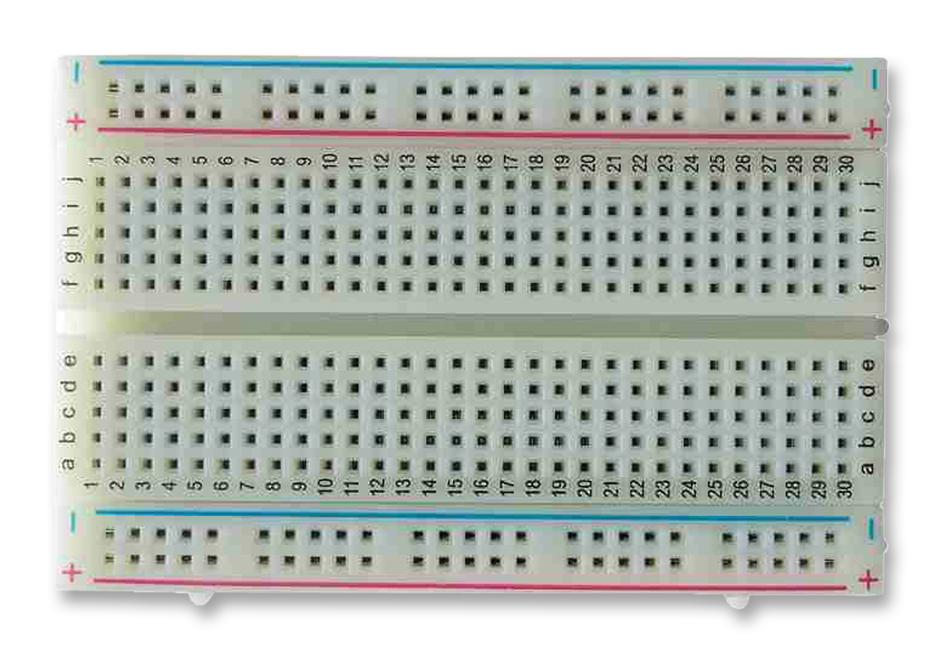 − −
+ +
1 2 3 4 5 6 7 8 9 10 11 12 13 14 15 16 17 18 19 20 21 22 23 24 25 26 27 28 29 30
j j
i i
h h
g g
f f
e e
d d
c c
b b
a a
1 2 3 4 5 6 7 8 9 10 11 12 13 14 15 16 17 18 19 20 21 22 23 24 25 26 27 28 29 30
− −
+ +